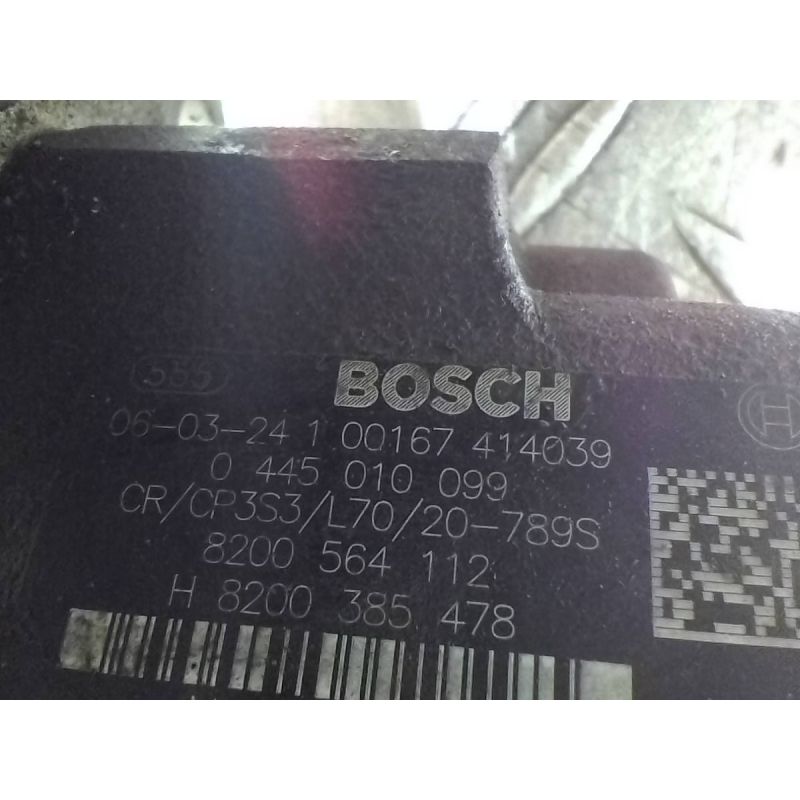 BOSCH
06-03-24 1 00167 414039
0 445 010 099
CR/CP3S3/L70/20-789S
8200 564 112
H 8200 385 478